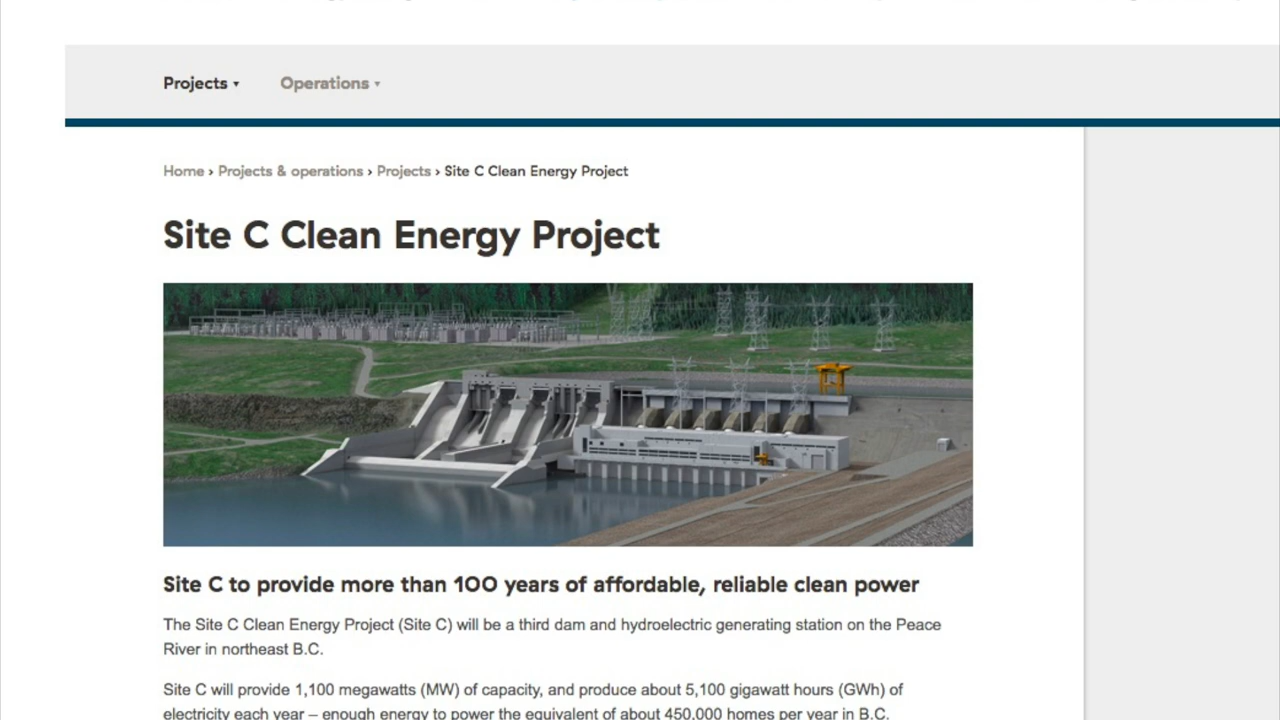 Projects ▾ Operations ▾
Home › Projects & operations › Projects › Site C Clean Energy Project
Site C Clean Energy Project
Site C to provide more than 100 years of affordable, reliable clean power
The Site C Clean Energy Project (Site C) will be a third dam and hydroelectric generating station on the Peace
River in northeast B.C.
Site C will provide 1,100 megawatts (MW) of capacity, and produce about 5,100 gigawatt hours (GWh) of
electricity each year – enough energy to power the equivalent of about 450,000 homes per year in B.C.